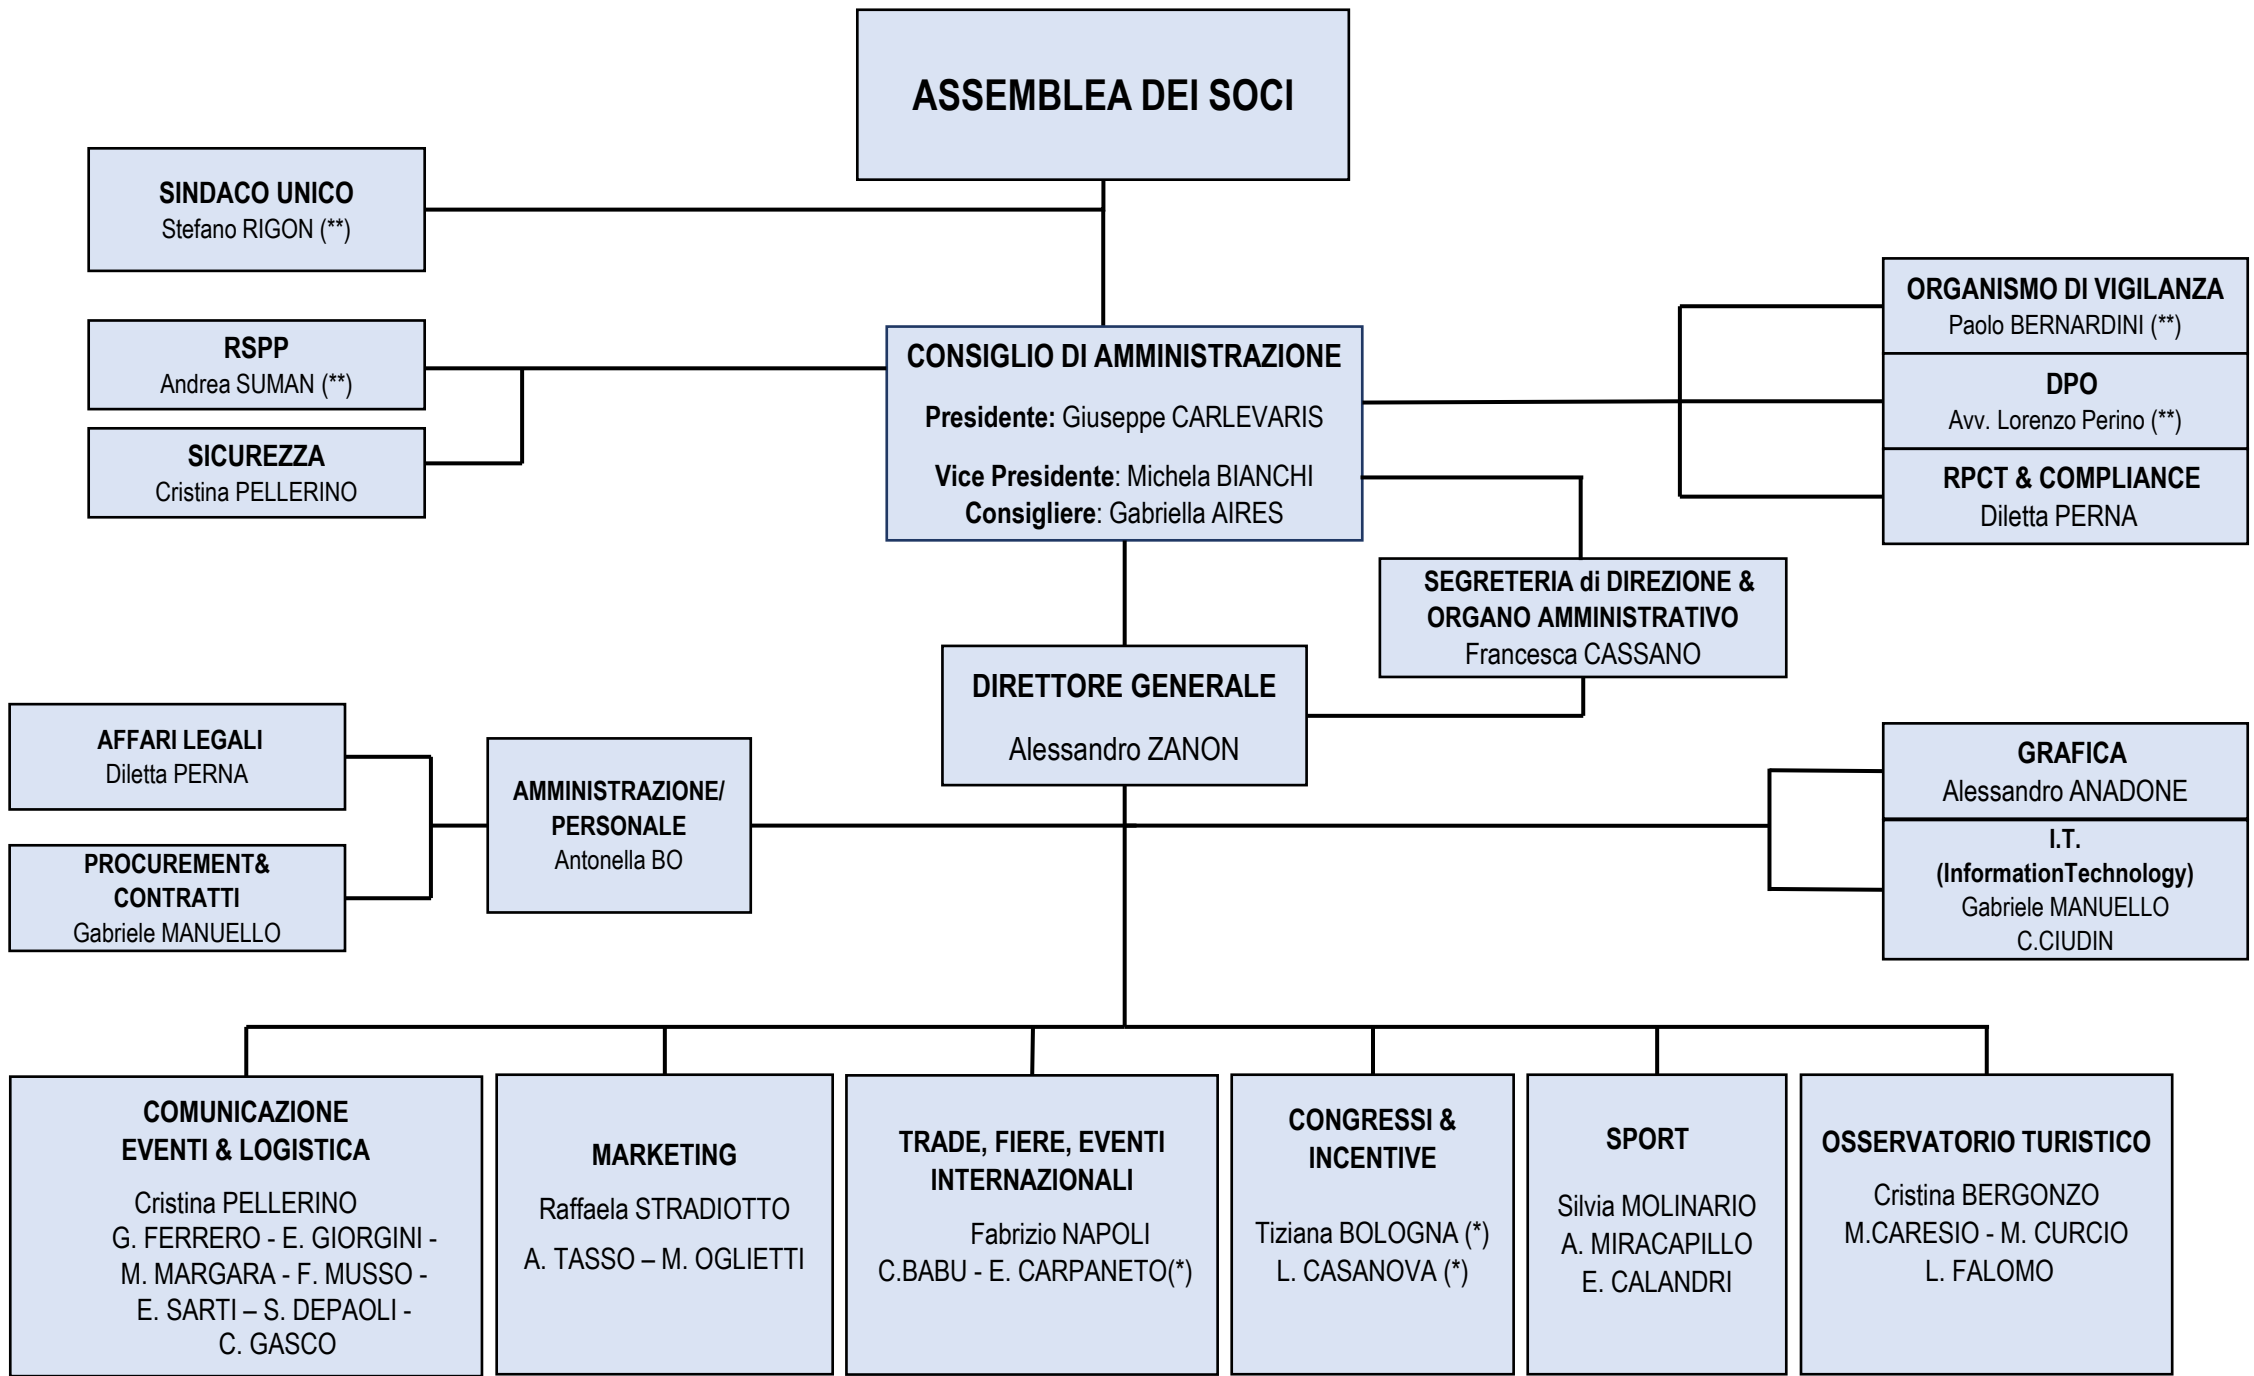 ASSEMBLEA DEI SOCI
SINDACO UNICO
Stefano RIGON (**)
RSPP
Andrea SUMAN (**)
SICUREZZA
Cristina PELLERINO
CONSIGLIO DI AMMINISTRAZIONE
Presidente: Giuseppe CARLEVARIS
Vice Presidente: Michela BIANCHI
Consigliere: Gabriella AIRES
ORGANISMO DI VIGILANZA
Paolo BERNARDINI (**)
DPO
Avv. Lorenzo Perino (**)
RPCT & COMPLIANCE
Diletta PERNA
SEGRETERIA di DIREZIONE &
ORGANO AMMINISTRATIVO
Francesca CASSANO
DIRETTORE GENERALE
Alessandro ZANON
AFFARI LEGALI
Diletta PERNA
PROCUREMENT&
CONTRATTI
Gabriele MANUELLO
AMMINISTRAZIONE/
PERSONALE
Antonella BO
GRAFICA
Alessandro ANADONE
I.T.
(InformationTechnology)
Gabriele MANUELLO
C.CIUDIN
COMUNICAZIONE
EVENTI & LOGISTICA
Cristina PELLERINO
G. FERRERO - E. GIORGINI -
M. MARGARA - F. MUSSO -
E. SARTI – S. DEPAOLI -
C. GASCO
MARKETING
Raffaela STRADIOTTO
A. TASSO – M. OGLIETTI
TRADE, FIERE, EVENTI
INTERNAZIONALI
Fabrizio NAPOLI
C.BABU - E. CARPANETO(*)
CONGRESSI &
INCENTIVE
Tiziana BOLOGNA (*)
L. CASANOVA (*)
SPORT
Silvia MOLINARIO
A. MIRACAPILLO
E. CALANDRI
OSSERVATORIO TURISTICO
Cristina BERGONZO
M.CARESIO - M. CURCIO
L. FALOMO